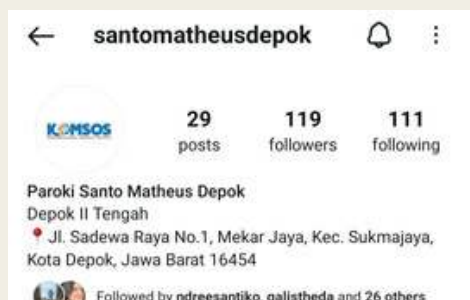 santomatheusdepok
KOMSOS
29 119 111
posts followers following
Paroki Santo Matheus Depok
Depok II Tengah
Jl. Sadewa Raya No.1, Mekar Jaya, Kec. Sukmajaya,
Kota Depok, Jawa Barat 16454
Followed by ndreesantiko, galistheda and 26 others